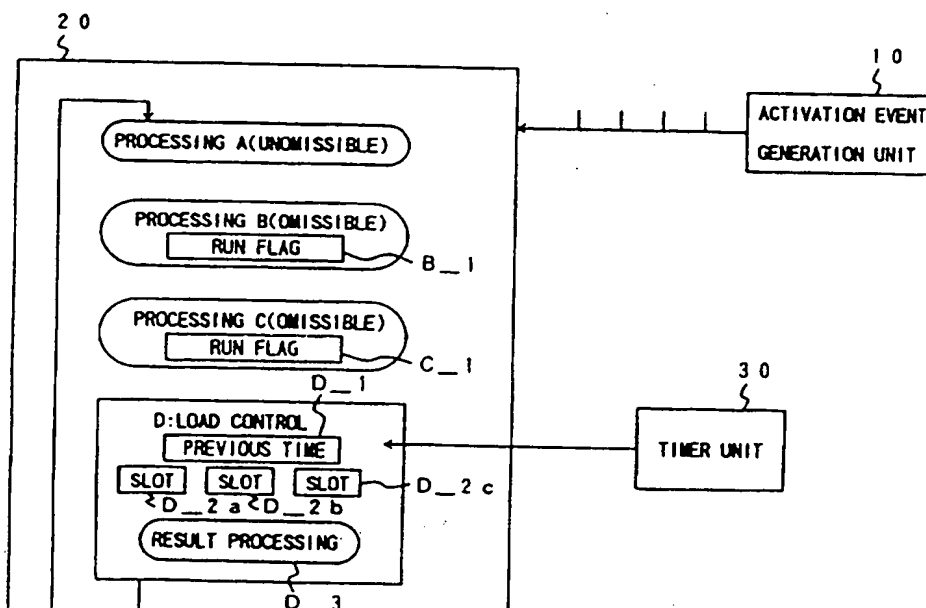 20
10
ACTIVATION EVENT
GENERATION UNIT
PROCESSING A(UNOMISSIBLE)
PROCESSING B(OMISSIBLE)
RUN FLAG
B_1
PROCESSING C(OMISSIBLE)
RUN FLAG
C_1
D_1
30
D:LOAD CONTROL
PREVIOUS TIME
TIMER UNIT
SLOT SLOT SLOT
D_2c
D_2a D_2b
RESULT PROCESSING
D_3